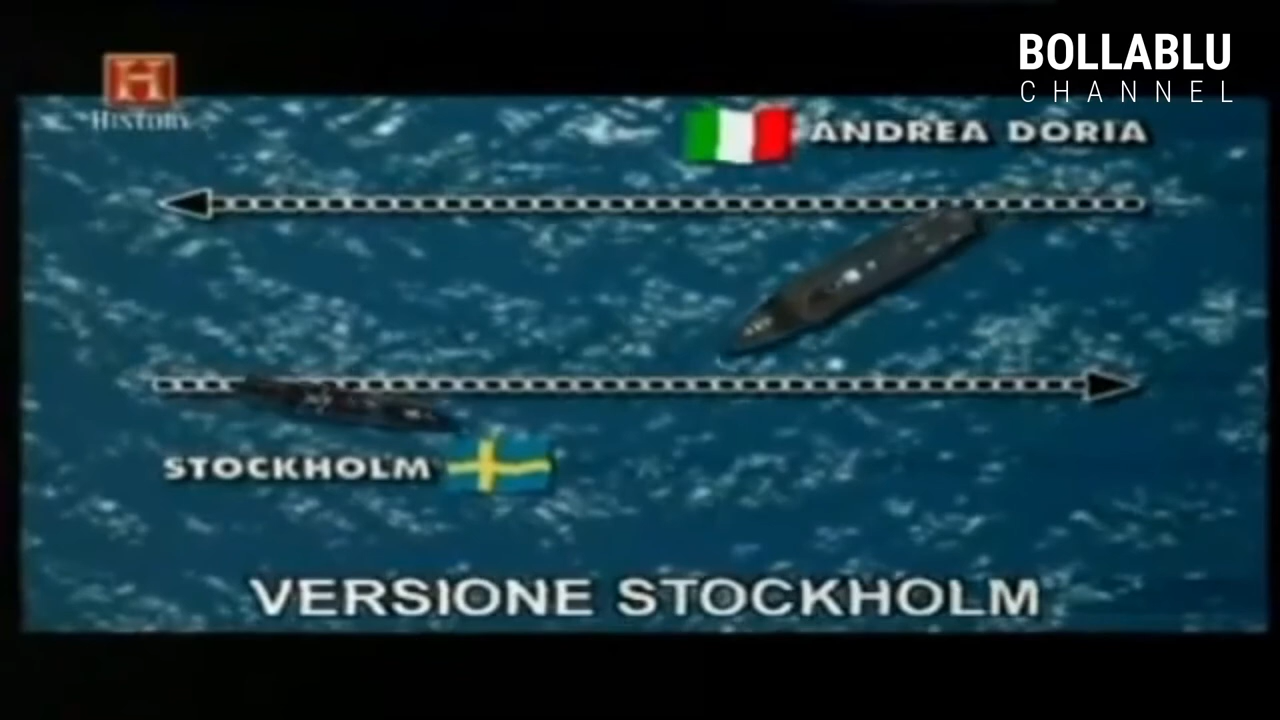 BOLLABLU
CHANNEL
H
HISTORY
ANDREA DORIA
STOCKHOLM
VERSIONE STOCKHOLM